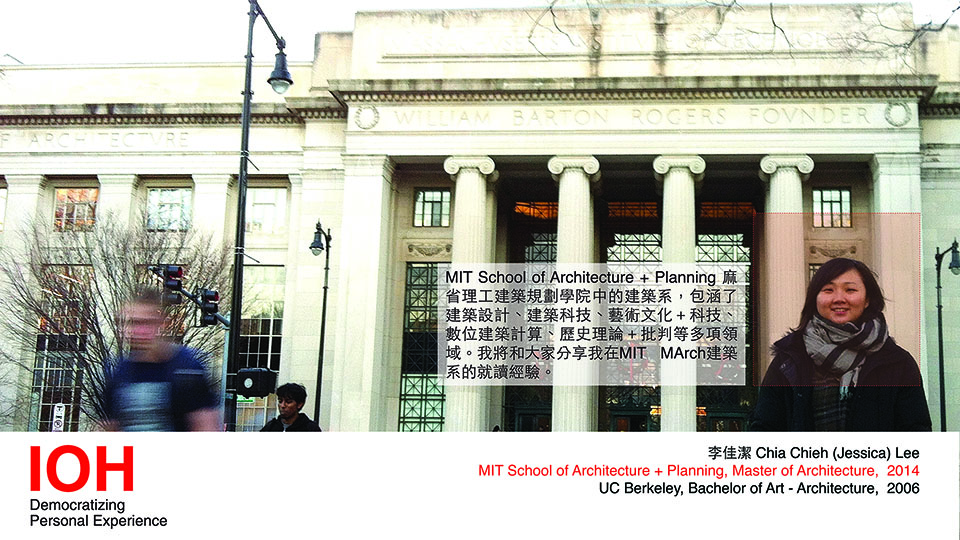 WILLIAM BARTON ROGERS FOVNDER
ARCHITECTVRE
MIT School of Architecture + Planning 麻
省理工建築規劃學院中的建築系，包涵了
建築設計、建築科技、藝術文化＋科技、
數位建築計算、歷史理論＋批判等多項領
域。我將和大家分享我在MIT MArch建築
系的就讀經驗。
IOH
Democratizing
Personal Experience
李佳潔 Chia Chieh (Jessica) Lee
MIT School of Architecture + Planning, Master of Architecture, 2014
UC Berkeley, Bachelor of Art - Architecture, 2006